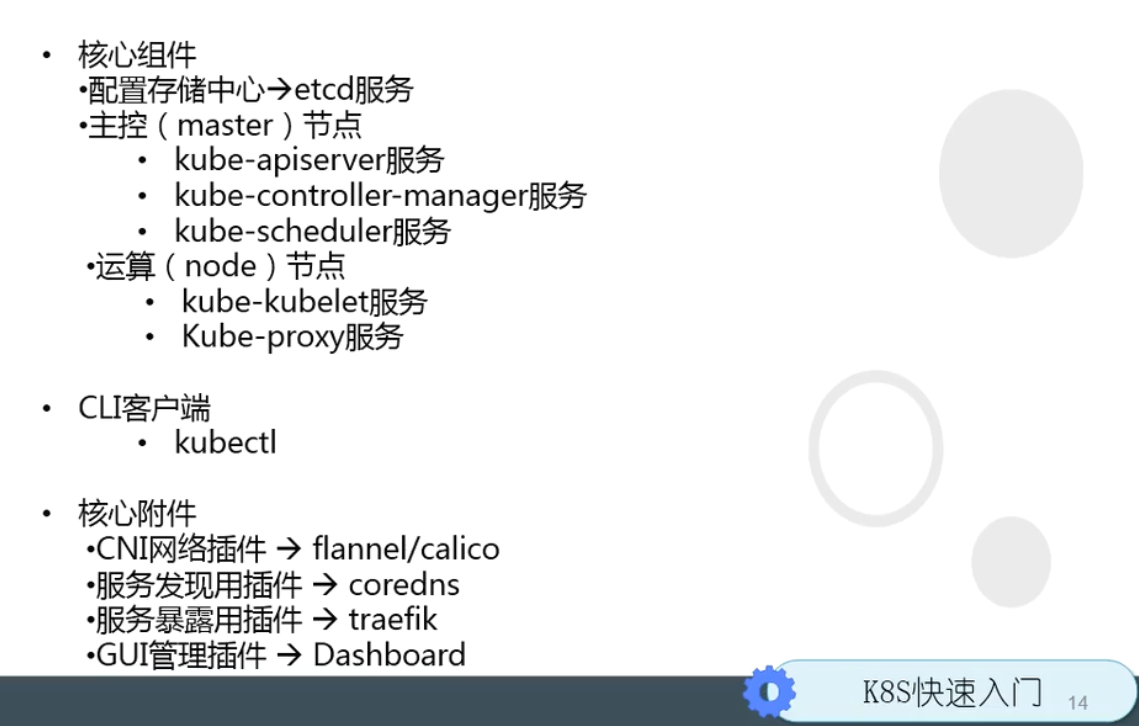 • 核心组件
•配置存储中心→etcd服务
•主控（master）节点
• kube-apiserver服务
• kube-controller-manager服务
• kube-scheduler服务
•运算（node）节点
• kube-kubelet服务
• Kube-proxy服务
• CLI客户端
• kubectl
• 核心附件
•CNI网络插件 → flannel/calico
•服务发现用插件 → coredns
•服务暴露用插件 → traefik
•GUI管理插件 → Dashboard
K8S快速入门
14